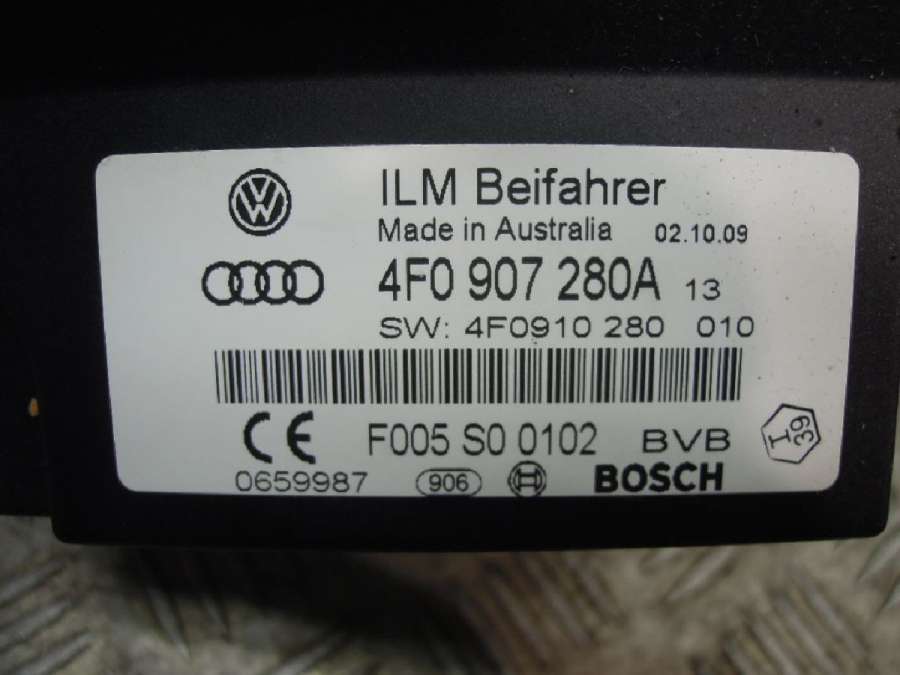 ILM Beifahrer
Made in Australia 02.10.09
4F0 907 280A 13
SW: 4F0910 280 010
CE F005 S0 0102 BVB I 39
0659987 906 BOSCH